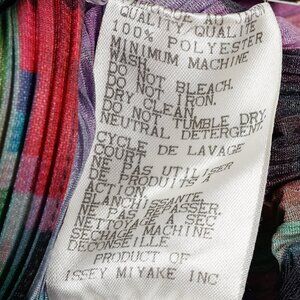 QUALITY QUALITE
100% POLYESTER
MINIMUM MACHINE
WASH.
DO NOT BLEACH.
DO NOT IRON.
DRY CLEAN.
DO NOT TUMBLE DRY.
NEUTRAL DETERGENT.
CYCLE DE LAVAGE
COURT.
NE PAS UTILISER
DE PRODUITS A
ACTION
BLANCHISSANTE.
NE PAS REPASSER.
NETTOYAGE A SEC.
SECHAGE MACHINE
DECONSEILLE.
PRODUCT OF
ISSEY MIYAKE INC